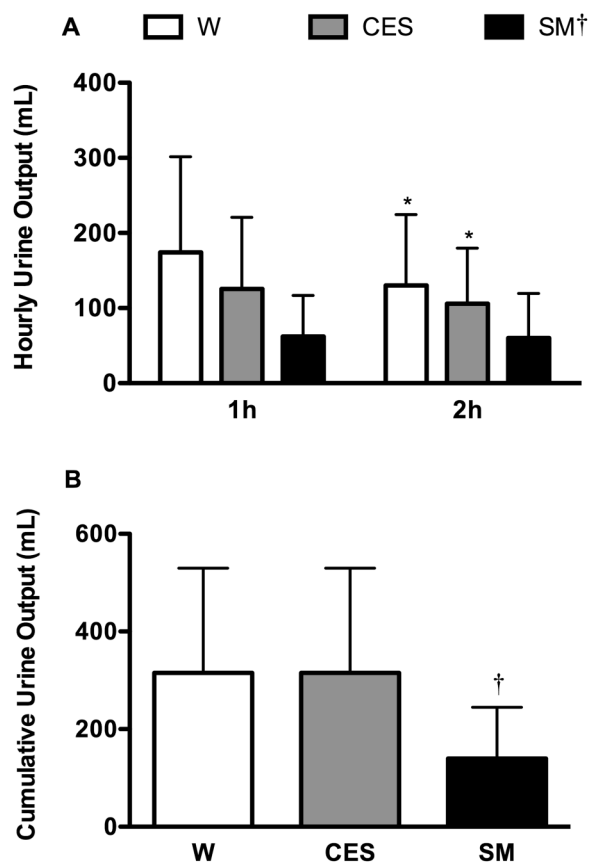 A W CES SM†
Hourly Urine Output (mL)
400
300
200
100
0
* *
1h 2h
B
Cumulative Urine Output (mL)
600
400
200
0
†
W CES SM